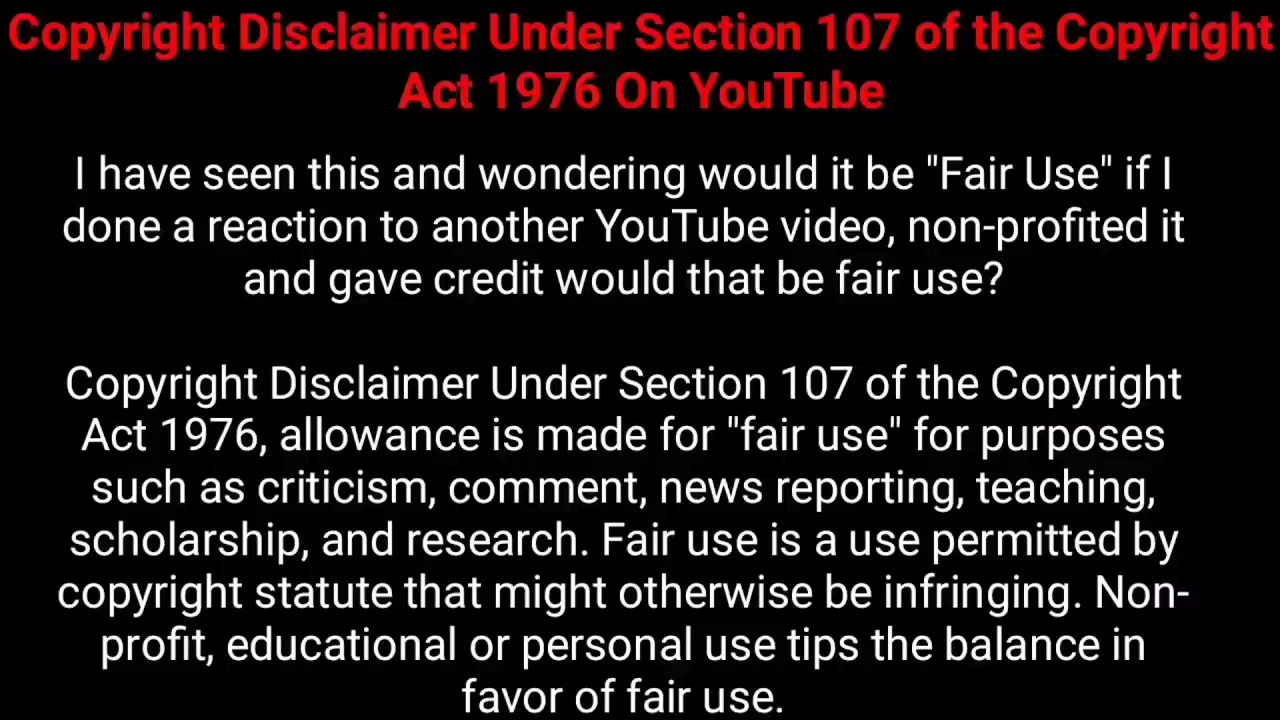 Copyright Disclaimer Under Section 107 of the Copyright
Act 1976 On YouTube
I have seen this and wondering would it be "Fair Use" if I
done a reaction to another YouTube video, non-profited it
and gave credit would that be fair use?
Copyright Disclaimer Under Section 107 of the Copyright
Act 1976, allowance is made for "fair use" for purposes
such as criticism, comment, news reporting, teaching,
scholarship, and research. Fair use is a use permitted by
copyright statute that might otherwise be infringing. Non-
profit, educational or personal use tips the balance in
favor of fair use.